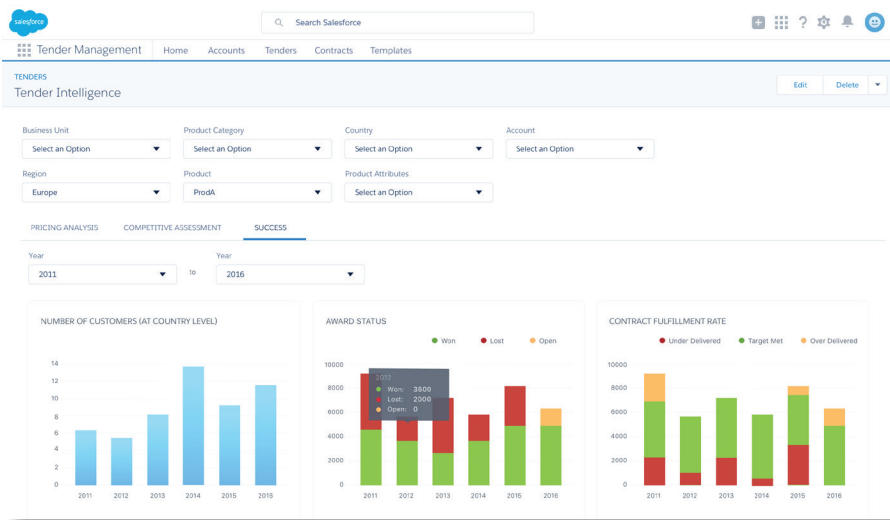 salesforce
Search Salesforce
Tender Management
Home
Accounts
Tenders
Contracts
Templates
TENDERS
Tender Intelligence
Edit
Delete
Business Unit
Product Category
Country
Account
Select an Option
Select an Option
Select an Option
Select an Option
Region
Product
Product Attributes
Europe
ProdA
Select an Option
PRICING ANALYSIS
COMPETITIVE ASSESSMENT
SUCCESS
Year
Year
2011
to
2016
NUMBER OF CUSTOMERS (AT COUNTRY LEVEL)
14
12
10
8
6
4
2
0
2011
2012
2013
2014
2015
2016
AWARD STATUS
Won
Lost
Open
10000
8000
6000
4000
2000
0
2012
Won: 3600
Lost: 2000
Open: 0
2011
2012
2013
2014
2015
2016
CONTRACT FULFILLMENT RATE
Under Delivered
Target Met
Over Delivered
10000
8000
6000
4000
2000
0
2011
2012
2013
2014
2015
2016